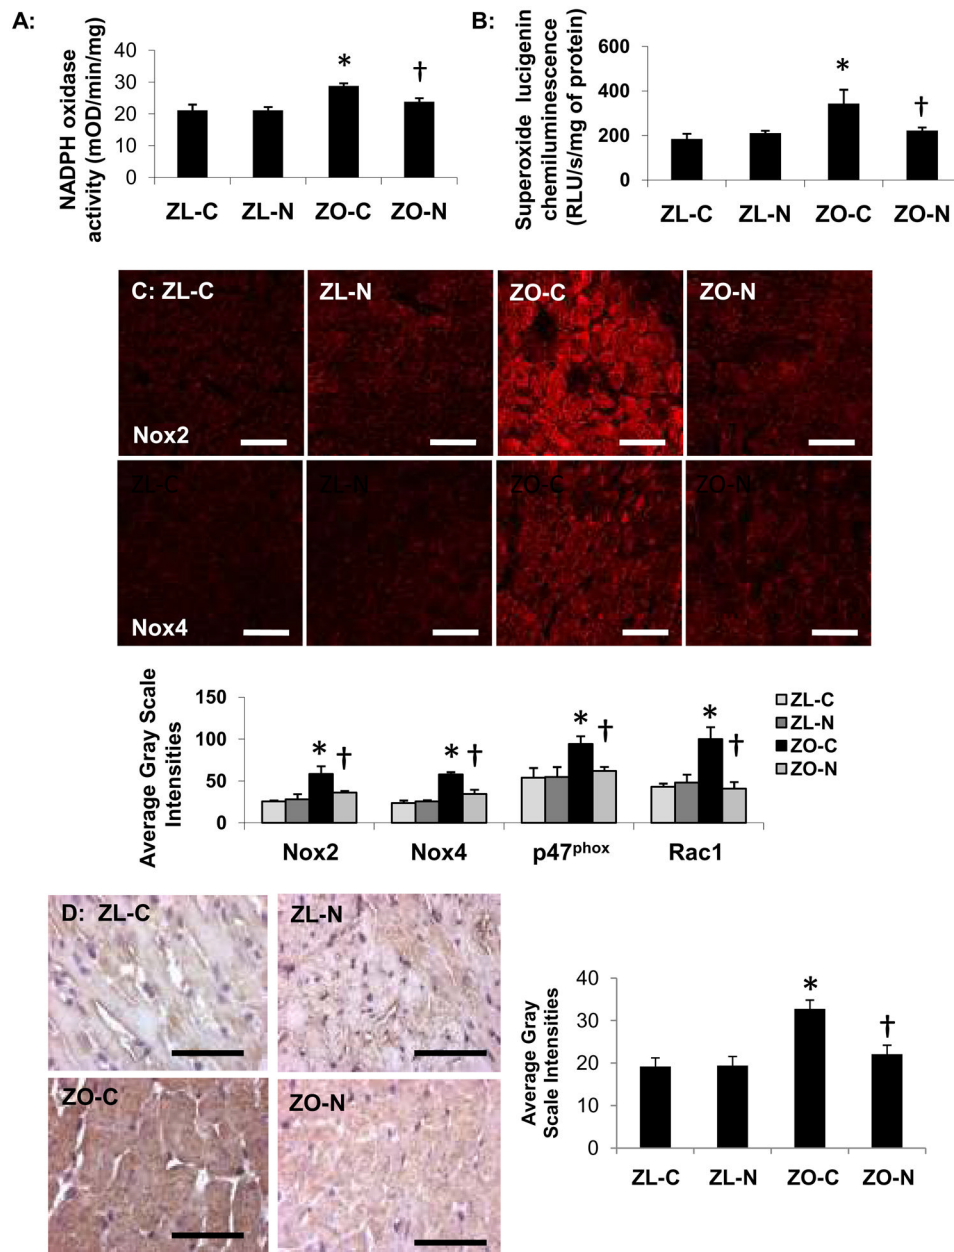 A:
NADPH oxidase
activity (mOD/min/mg)
40
30
20
10
0
*
†
ZL-C ZL-N ZO-C ZO-N
B:
Superoxide lucigenin
chemiluminescence
(RLU/s/mg of protein)
600
400
200
0
*
†
ZL-C ZL-N ZO-C ZO-N
C: ZL-C
ZL-N
ZO-C
ZO-N
Nox2
ZL-C
ZL-N
ZO-C
ZO-N
Nox4
Average Gray Scale
Intensities
150
100
50
0
* †
* †
* †
* †
Nox2 Nox4 p47phox Rac1
ZL-C
ZL-N
ZO-C
ZO-N
D: ZL-C
ZL-N
ZO-C
ZO-N
Average Gray
Scale Intensities
40
30
20
10
0
*
†
ZL-C ZL-N ZO-C ZO-N